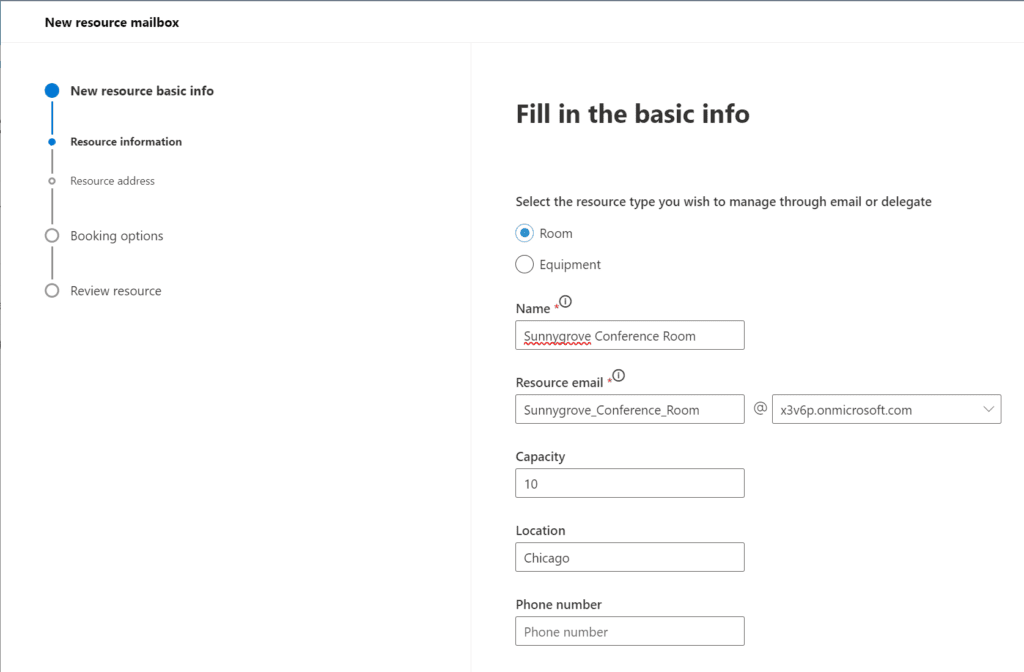 New resource mailbox
New resource basic info
Resource information
Resource address
Booking options
Review resource
Fill in the basic info
Select the resource type you wish to manage through email or delegate
Room
Equipment
Name *
Sunnygrove Conference Room
Resource email *
Sunnygrove_Conference_Room @ x3v6p.onmicrosoft.com
Capacity
10
Location
Chicago
Phone number
Phone number